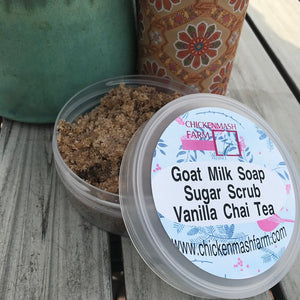 CHICKENMASH
FARM
Goat Milk Soap
Sugar Scrub
Vanilla Chai Tea
www.chickenmashfarm.com